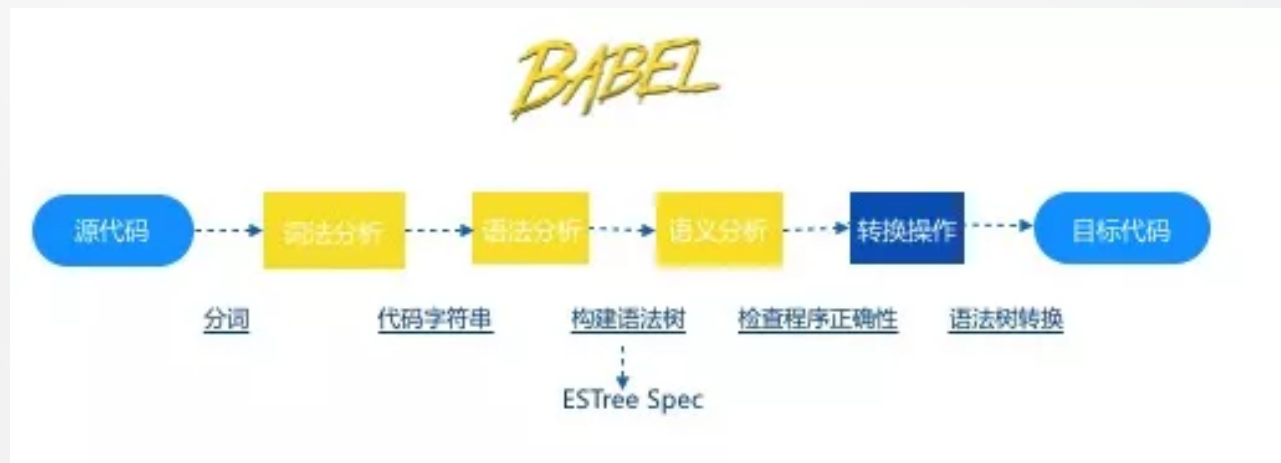 BABEL
源代码
词法分析
语法分析
语义分析
转换操作
目标代码
分词
代码字符串
构建语法树
检查程序正确性
语法树转换
ESTree Spec